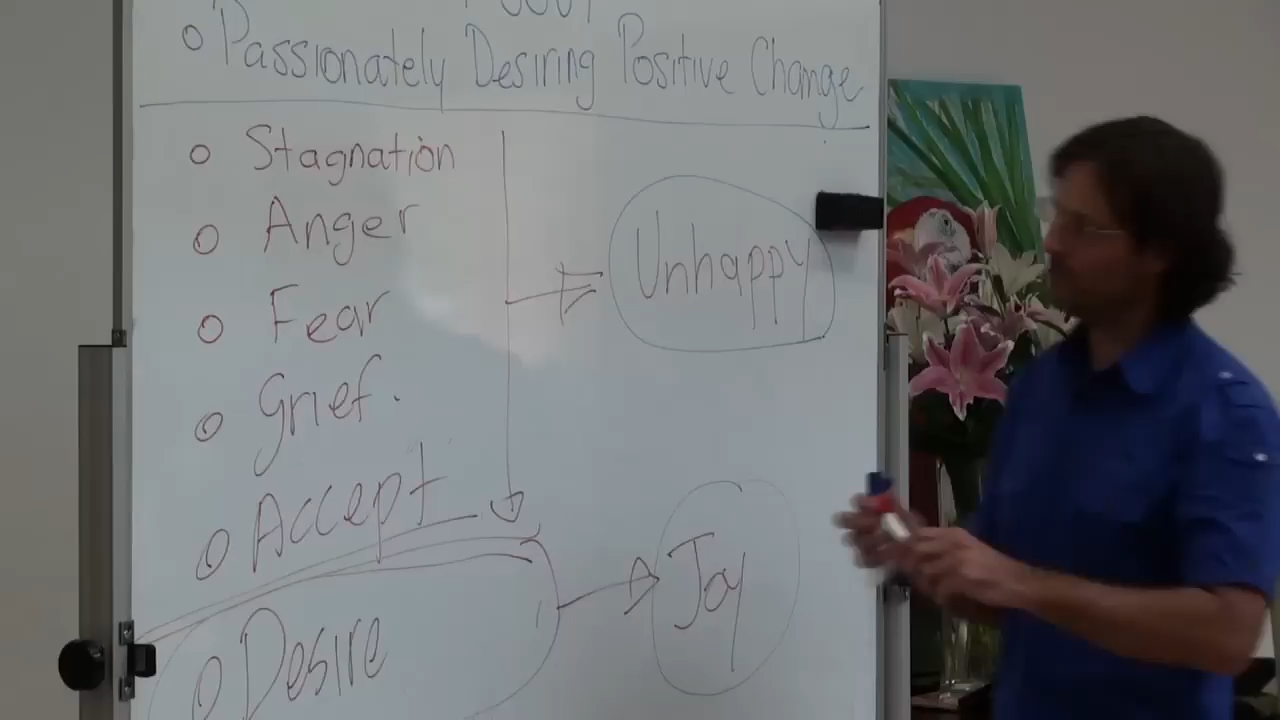 Passionately Desiring Positive Change
Stagnation
Anger
Fear
Unhappy
Grief.
Accept
Desire
Joy